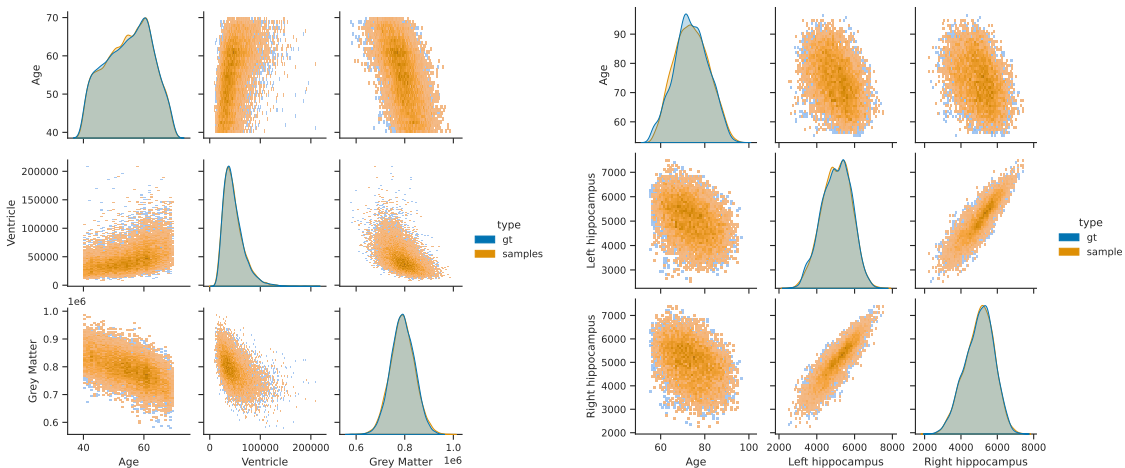 70
60
50
40
Age
200000
150000
100000
50000
0
Ventricle
1e6
1.0
0.9
0.8
0.7
0.6
Grey Matter
40 60
Age
0 100000 200000
Ventricle
0.6 0.8 1.0
1e6
Grey Matter
type
gt
samples
90
80
70
60
Age
7000
6000
5000
4000
3000
Left hippocampus
7000
6000
5000
4000
3000
2000
Right hippocampus
60 80 100
Age
2000 4000 6000 8000
Left hippocampus
2000 4000 6000 8000
Right hippocampus
type
gt
sample